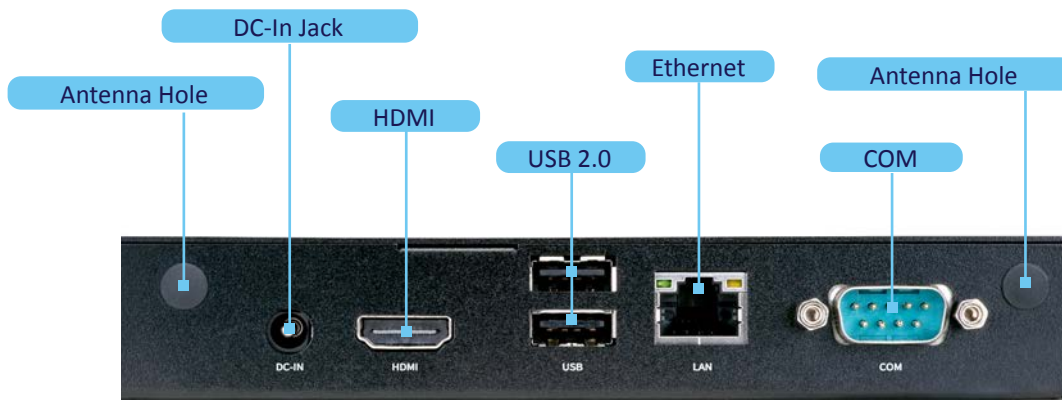 DC-In Jack
Antenna Hole
HDMI
USB 2.0
Ethernet
Antenna Hole
COM
DC-IN
HDMI
USB
LAN
COM